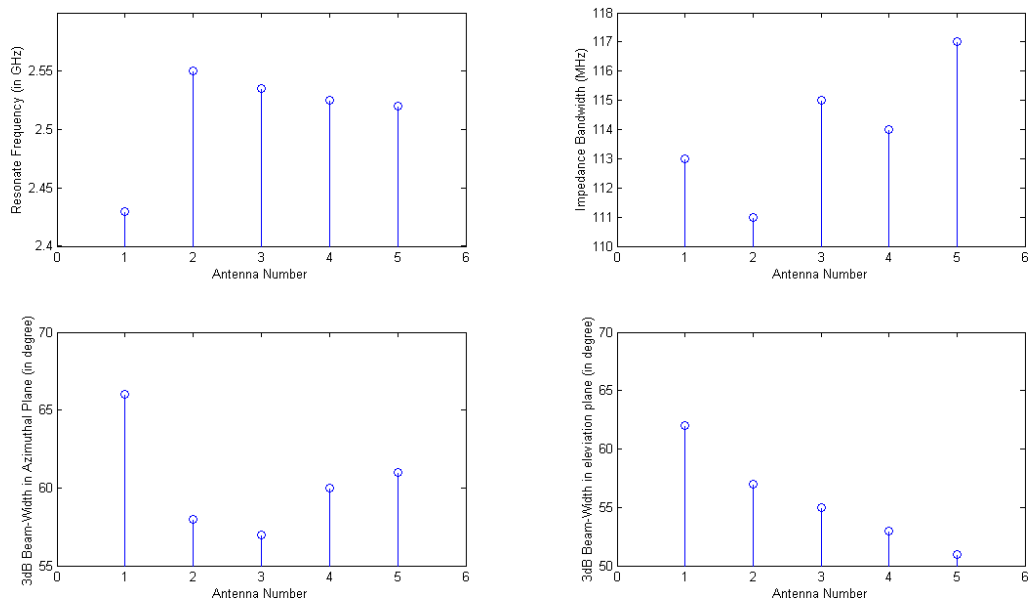 Resonate Frequency (in GHz)
2.55
2.5
2.45
2.4
0 1 2 3 4 5 6
Antenna Number
Impedance Bandwidth (MHz)
118
117
116
115
114
113
112
111
110
0 1 2 3 4 5 6
Antenna Number
3dB Beam-Width in Azimuthal Plane (in degree)
70
65
60
55
0 1 2 3 4 5 6
Antenna Number
3dB Beam-Width in eleviation plane (in degree)
70
65
60
55
50
0 1 2 3 4 5 6
Antenna Number